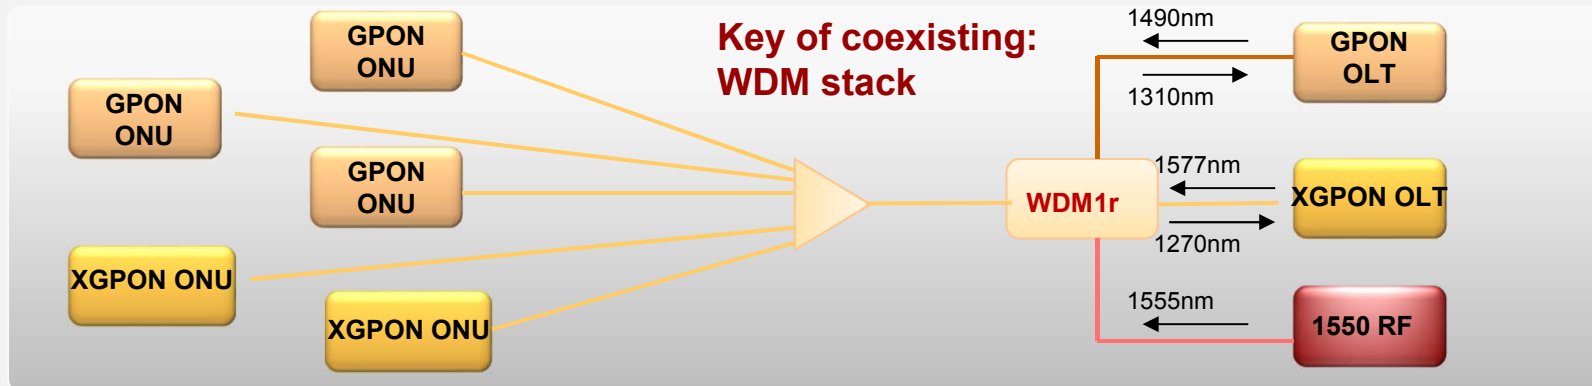 GPON
ONU
GPON
ONU
GPON
ONU
XGPON ONU
XGPON ONU
Key of coexisting:
WDM stack
WDM1r
1490nm
1310nm
GPON
OLT
1577nm
1270nm
XGPON OLT
1555nm
1550 RF